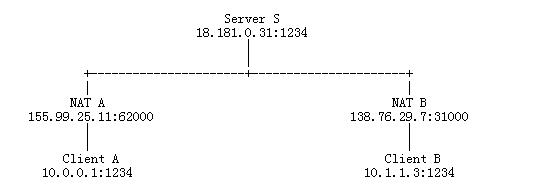 Server S
18.181.0.31:1234
NAT A NAT B
155.99.25.11:62000 138.76.29.7:31000
Client A Client B
10.0.0.1:1234 10.1.1.3:1234